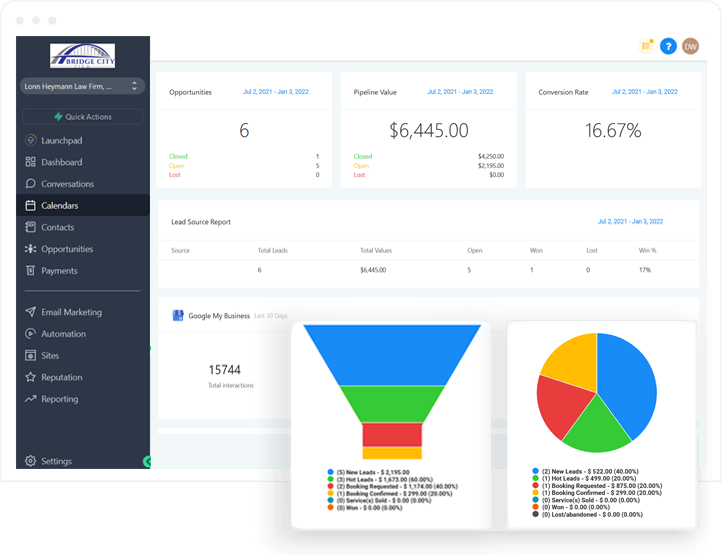 BRIDGE CITY
FIRM
Lonn Heymann Law Firm, ...
Quick Actions
Launchpad
Dashboard
Conversations
Calendars
Contacts
Opportunities
Payments
Email Marketing
Automation
Sites
Reputation
Reporting
Settings
?
DW
Opportunities Jul 2, 2021 - Jan 3, 2022
6
Closed 1
Open 5
Lost 0
Pipeline Value Jul 2, 2021 - Jan 3, 2022
$6,445.00
Closed $4,250.00
Open $2,195.00
Lost $0.00
Conversion Rate Jul 2, 2021 - Jan 3, 2022
16.67%
Lead Source Report Jul 2, 2021 - Jan 3, 2022
Source Total Leads Total Values Open Won Lost Win %
6 $6,445.00 5 1 0 17%
Google My Business Last 30 Days
15744
Total interactions
(5) New Leads - $ 2,195.00
(3) Hot Leads - $ 1,673.00 (60.00%)
(2) Booking Requested - $ 1,174.00 (40.00%)
(1) Booking Confirmed - $ 299.00 (20.00%)
(0) Service(s) Sold - $ 0.00 (0.00%)
(0) Won - $ 0.00 (0.00%)
(2) New Leads - $ 522.00 (40.00%)
(1) Hot Leads - $ 499.00 (20.00%)
(1) Booking Requested - $ 875.00 (20.00%)
(1) Booking Confirmed - $ 299.00 (20.00%)
(0) Service(s) Sold - $ 0.00 (0.00%)
(0) Won - $ 0.00 (0.00%)
(0) Lost/abandoned - $ 0.00 (0.00%)